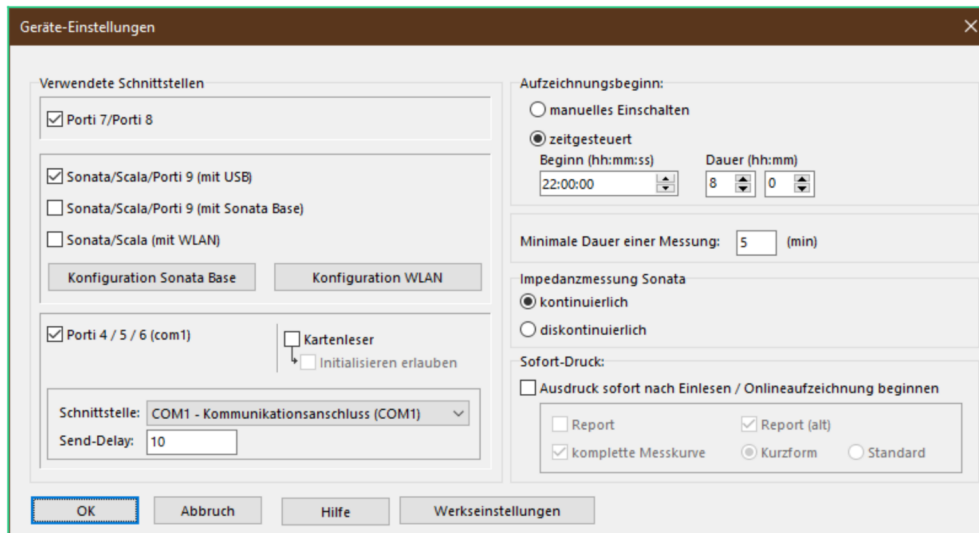 Geräte-Einstellungen
Verwendete Schnittstellen
Porti 7/Porti 8
Sonata/Scala/Porti 9 (mit USB)
Sonata/Scala/Porti 9 (mit Sonata Base)
Sonata/Scala (mit WLAN)
Konfiguration Sonata Base
Konfiguration WLAN
Porti 4 / 5 / 6 (com1)
Kartenleser
Initialisieren erlauben
Schnittstelle: COM1 - Kommunikationsanschluss (COM1)
Send-Delay: 10
Aufzeichnungsbeginn:
manuelles Einschalten
zeitgesteuert
Beginn (hh:mm:ss) Dauer (hh:mm)
22:00:00 8 0
Minimale Dauer einer Messung: 5 (min)
Impedanzmessung Sonata
kontinuierlich
diskontinuierlich
Sofort-Druck:
Ausdruck sofort nach Einlesen / Onlineaufzeichnung beginnen
Report Report (alt)
komplette Messkurve Kurzform Standard
OK Abbruch Hilfe Werkseinstellungen